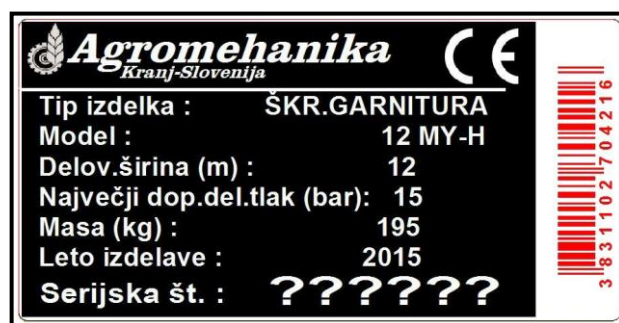 Agromehanika
Kranj-Slovenija
CE
Tip izdelka : ŠKR.GARNITURA
Model : 12 MY-H
Delov.širina (m) : 12
Največji dop.del.tlak (bar): 15
Masa (kg) : 195
Leto izdelave : 2015
Serijska št. : ??????
3831102704216